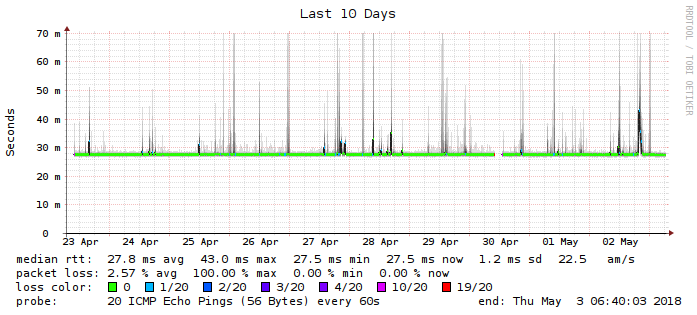 Last 10 Days
RRDTOOL / TOBI OETIKER
Seconds
70 m
60 m
50 m
40 m
30 m
20 m
10 m
0
23 Apr 24 Apr 25 Apr 26 Apr 27 Apr 28 Apr 29 Apr 30 Apr 01 May 02 May
median rtt: 27.8 ms avg 43.0 ms max 27.5 ms min 27.5 ms now 1.2 ms sd 22.5 am/s
packet loss: 2.57 % avg 100.00 % max 0.00 % min 0.00 % now
loss color: 0 1/20 2/20 3/20 4/20 10/20 19/20
probe: 20 ICMP Echo Pings (56 Bytes) every 60s end: Thu May 3 06:40:03 2018